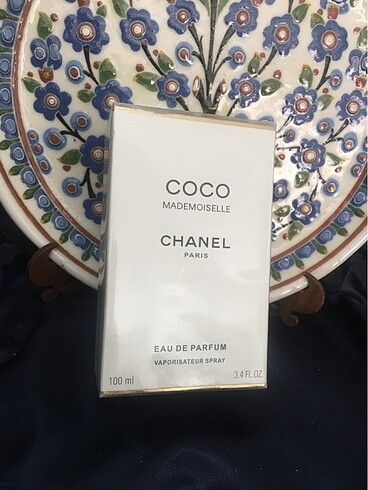 COCO
MADEMOISELLE
CHANEL
PARIS
EAU DE PARFUM
VAPORISATEUR SPRAY
100 ml 3.4 FL.OZ